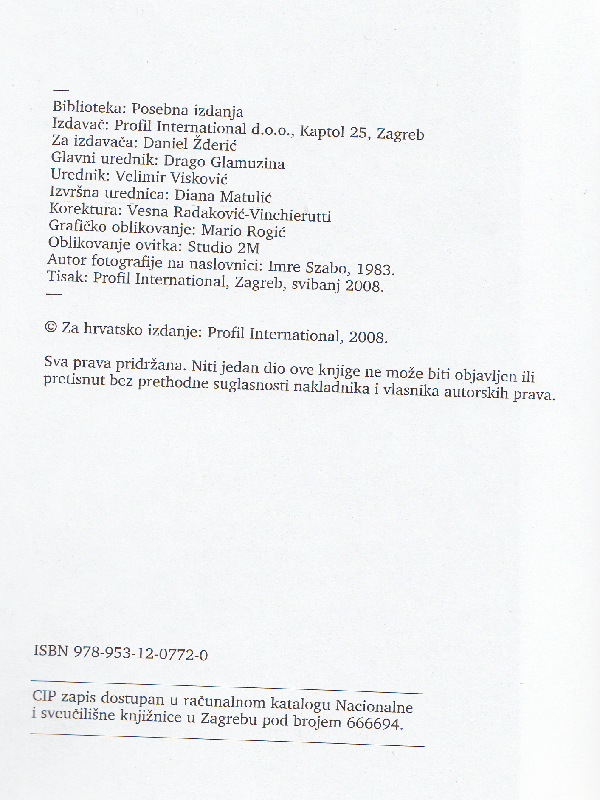 Biblioteka: Posebna izdanja
Izdavač: Profil International d.o.o., Kaptol 25, Zagreb
Za izdavača: Daniel Žderić
Glavni urednik: Drago Glamuzina
Urednik: Velimir Visković
Izvršna urednica: Diana Matulić
Korektura: Vesna Radaković-Vinchierutti
Grafičko oblikovanje: Mario Rogić
Oblikovanje ovitka: Studio 2M
Autor fotografije na naslovnici: Imre Szabo, 1983.
Tisak: Profil International, Zagreb, svibanj 2008.
© Za hrvatsko izdanje: Profil International, 2008.
Sva prava pridržana. Niti jedan dio ove knjige ne može biti objavljen ili
pretisnut bez prethodne suglasnosti nakladnika i vlasnika autorskih prava.
ISBN 978-953-12-0772-0
CIP zapis dostupan u računalnom katalogu Nacionalne
i sveučilišne knjižnice u Zagrebu pod brojem 666694.